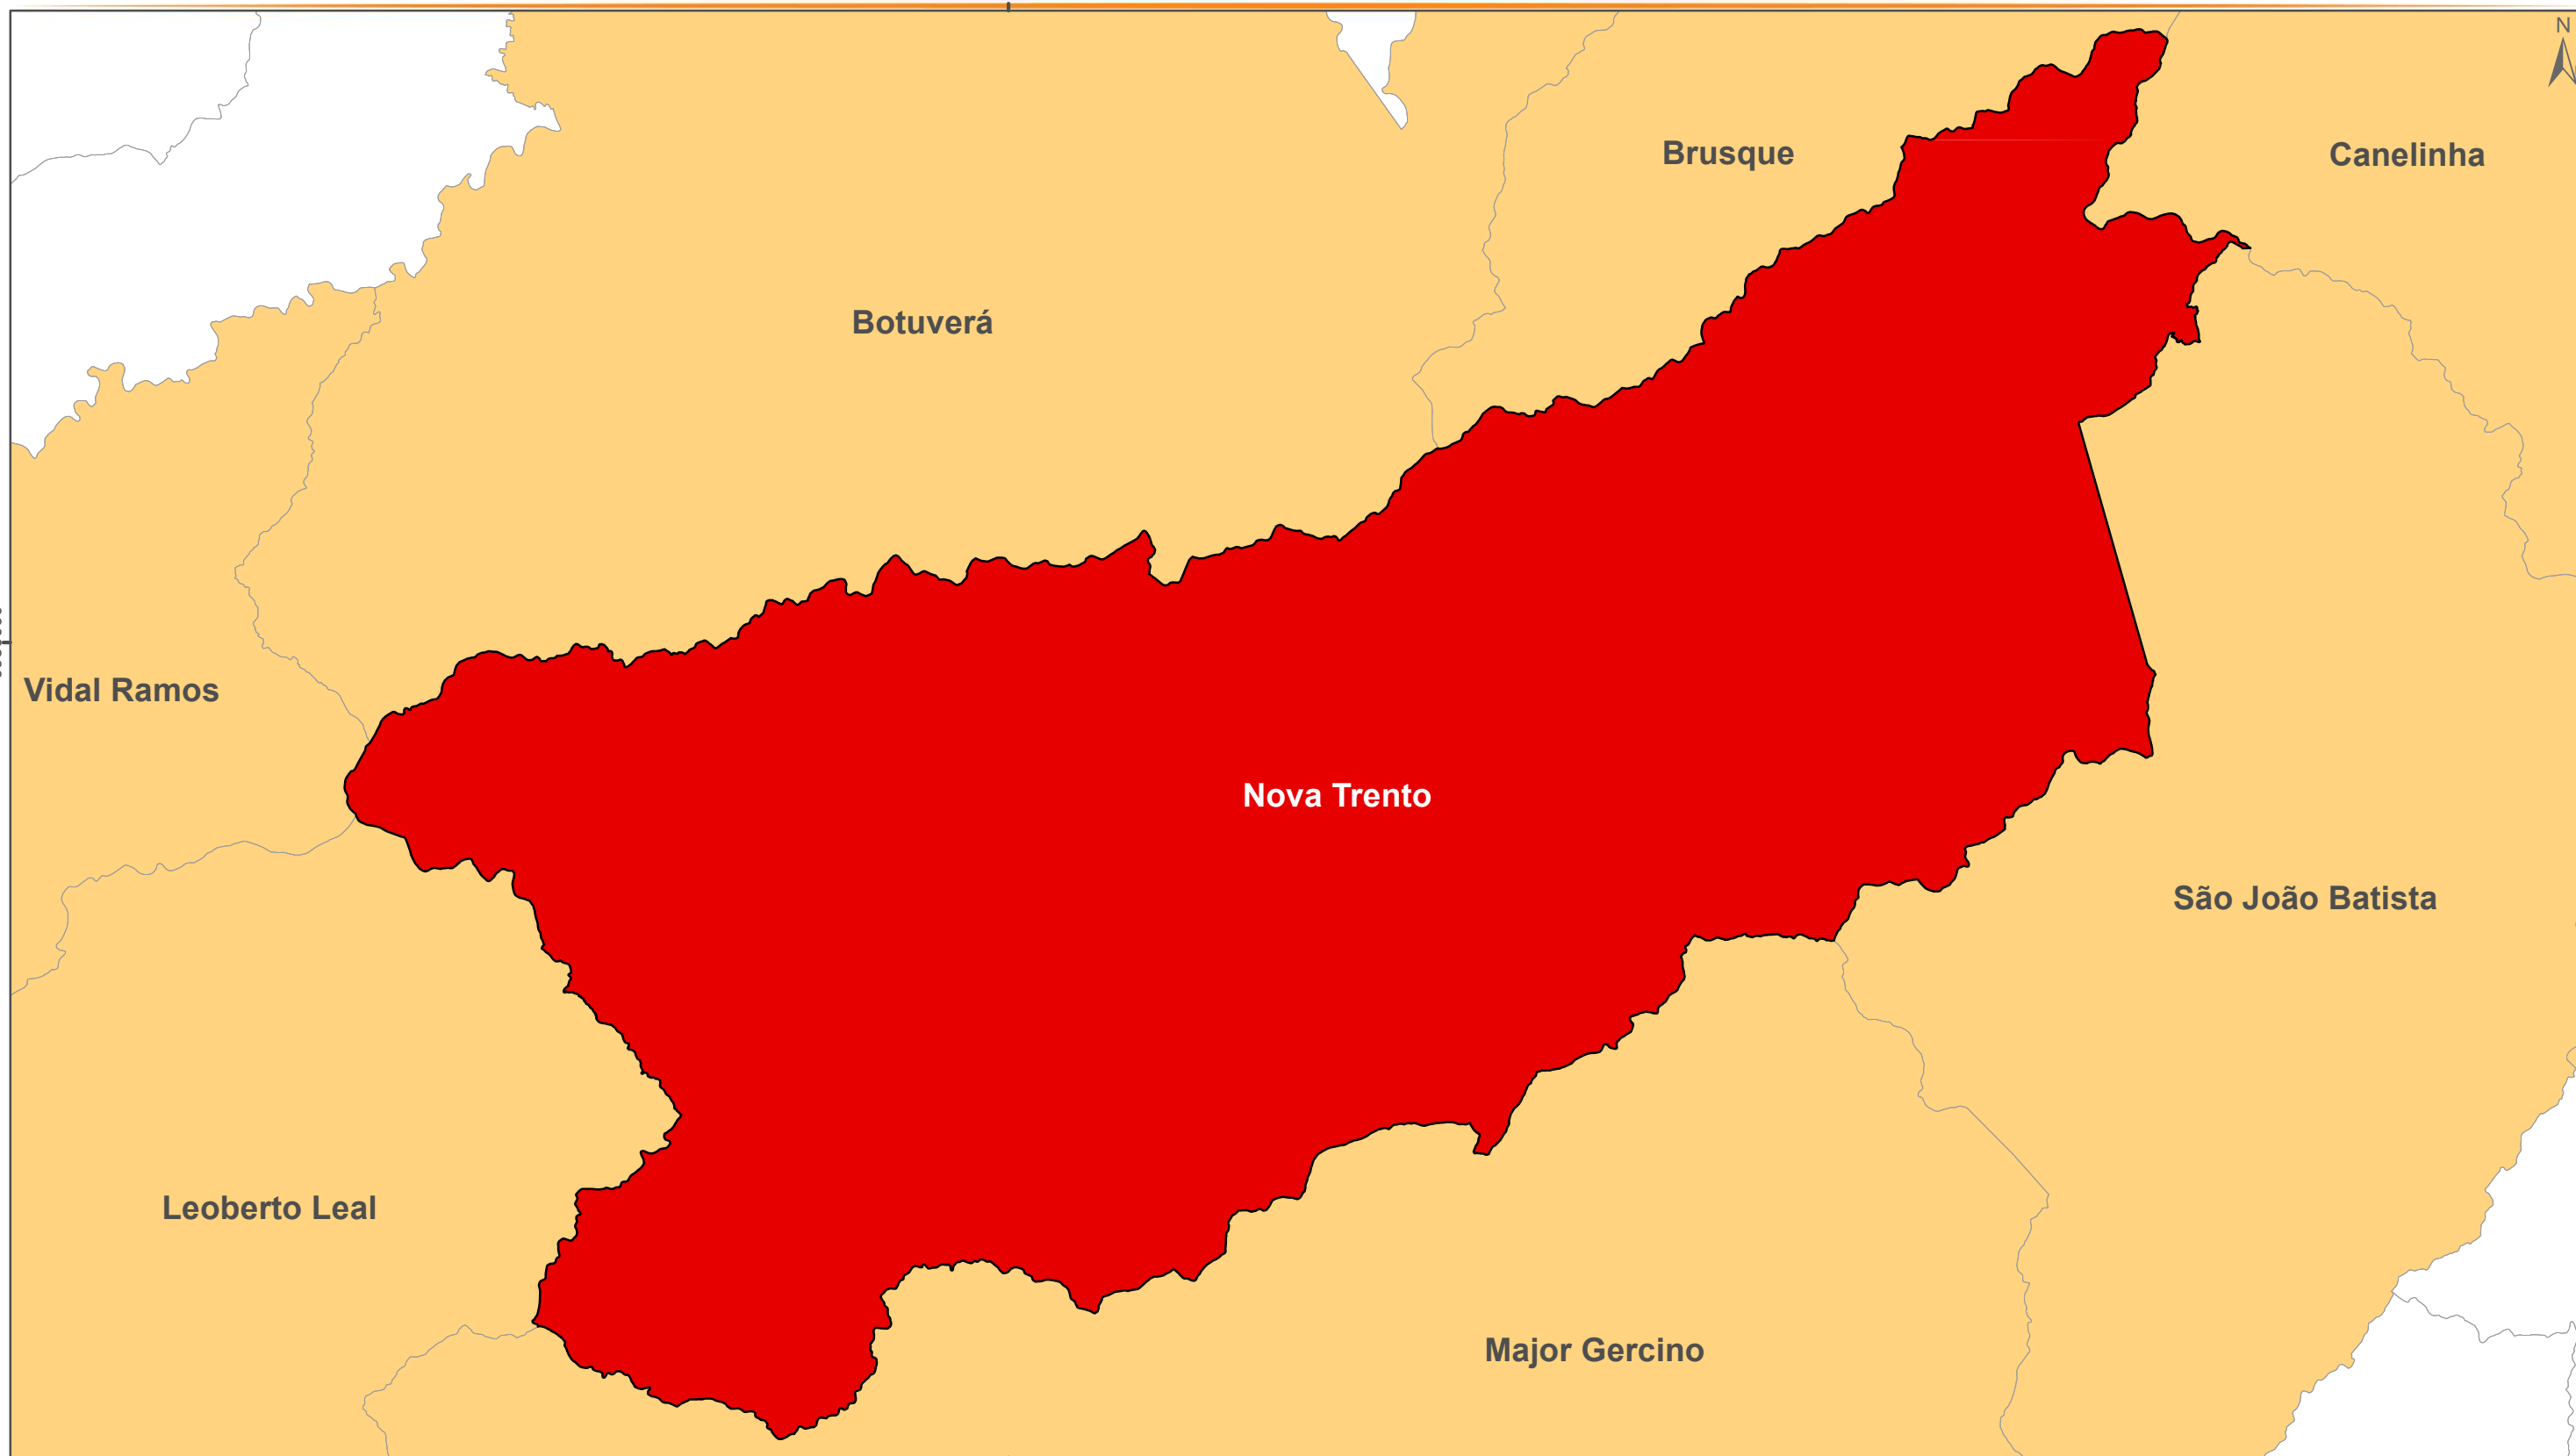 N
Brusque
Canelinha
Botuverá
Vidal Ramos
Nova Trento
São João Batista
Leoberto Leal
Major Gercino